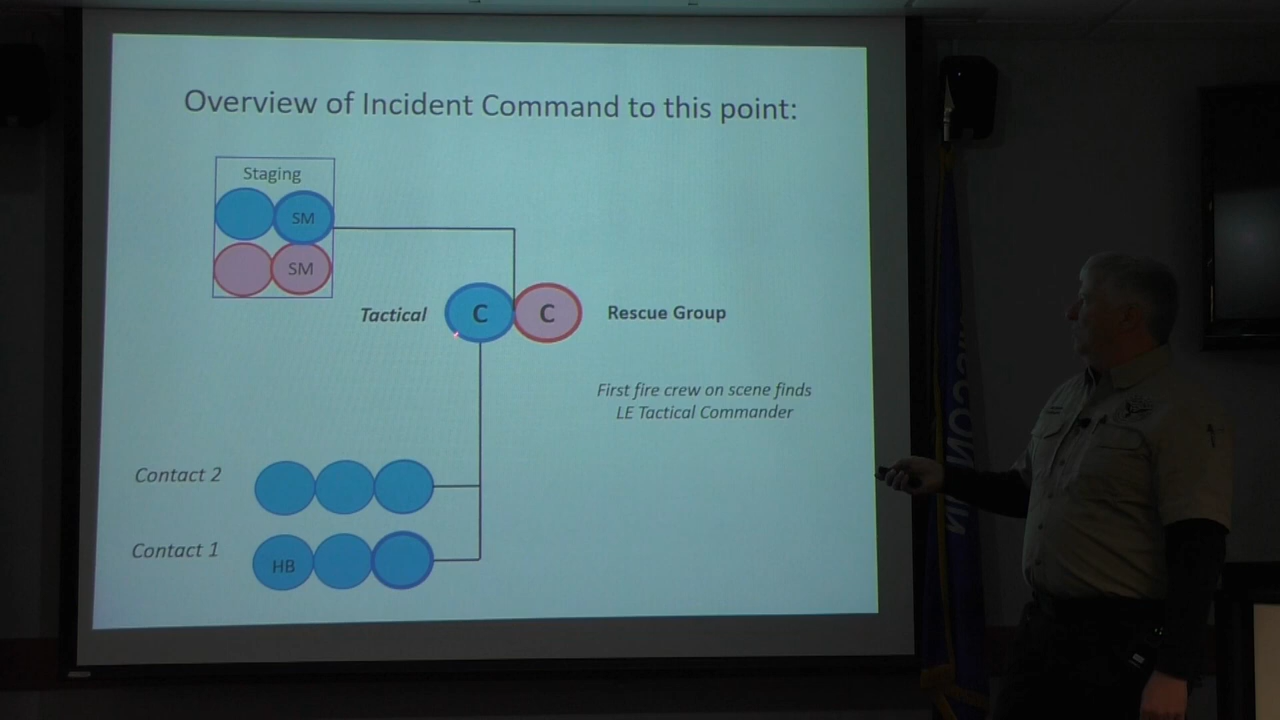 Overview of Incident Command to this point:
Staging
SM
SM
Tactical
C
C
Rescue Group
First fire crew on scene finds
LE Tactical Commander
Contact 2
Contact 1
HB